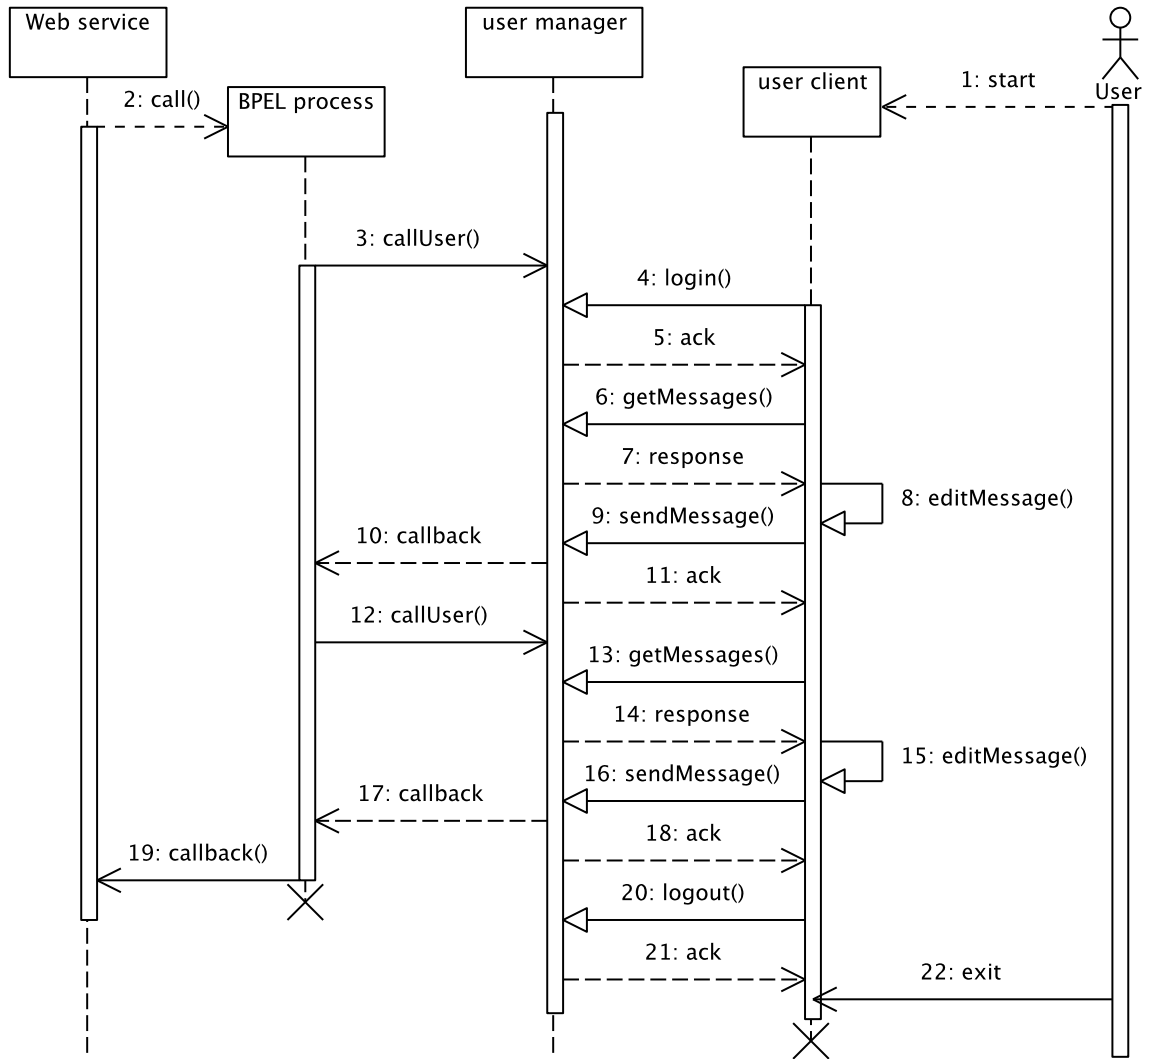 Web service
user manager
user client
1: start
User
2: call()
BPEL process
3: callUser()
4: login()
5: ack
6: getMessages()
7: response
8: editMessage()
9: sendMessage()
10: callback
11: ack
12: callUser()
13: getMessages()
14: response
15: editMessage()
16: sendMessage()
17: callback
18: ack
19: callback()
20: logout()
21: ack
22: exit